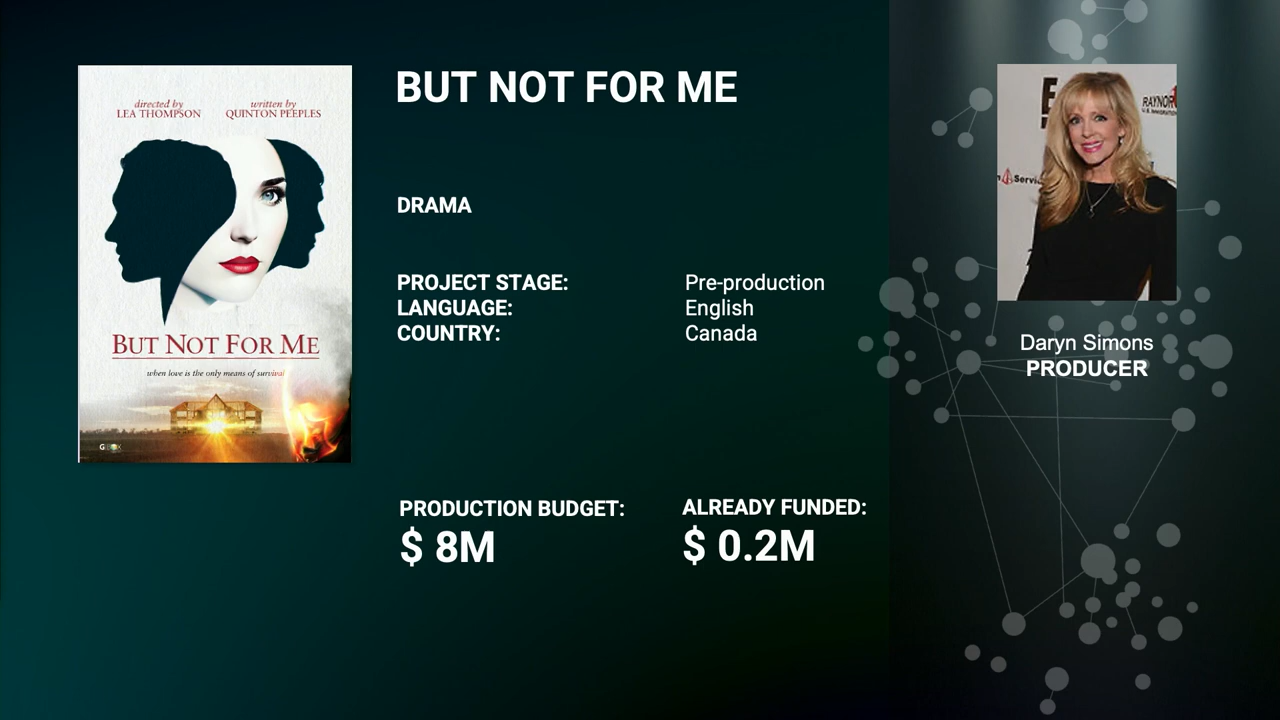 directed by
LEA THOMPSON
written by
QUINTON PEEPLES
BUT NOT FOR ME
when love is the only means of survival
BUT NOT FOR ME
DRAMA
PROJECT STAGE: Pre-production
LANGUAGE: English
COUNTRY: Canada
PRODUCTION BUDGET:
$ 8M
ALREADY FUNDED:
$ 0.2M
E
RAYNOR
U.S. IMMIGRATION
Daryn Simons
PRODUCER